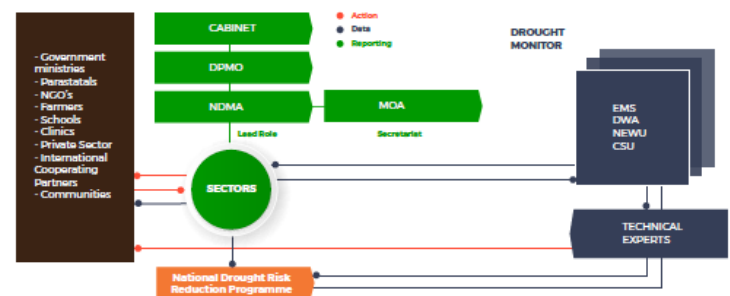 - Government
ministries
- Parastatals
- NGO's
- Farmers
- Schools
- Clinics
- Private Sector
- International
Cooperating
Partners
- Communities
CABINET
DPMO
NDMA
MOA
Lead Role
Secretariat
SECTORS
National Drought Risk
Reduction Programme
Action
Data
Reporting
DROUGHT
MONITOR
EMS
DWA
NEWU
CSU
TECHNICAL
EXPERTS